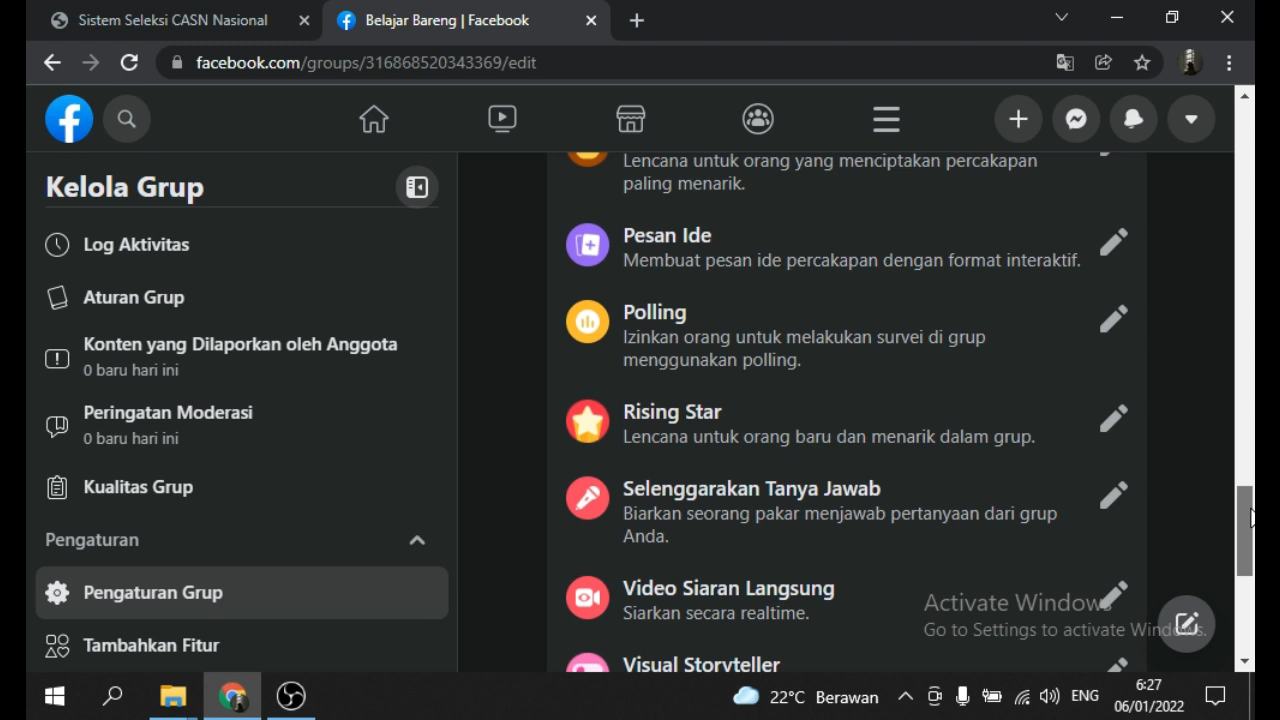 Sistem Seleksi CASN Nasional
Belajar Bareng | Facebook
facebook.com/groups/316868520343369/edit
Kelola Grup
Log Aktivitas
Aturan Grup
Konten yang Dilaporkan oleh Anggota
0 baru hari ini
Peringatan Moderasi
0 baru hari ini
Kualitas Grup
Pengaturan
Pengaturan Grup
Tambahkan Fitur
Lencana untuk orang yang menciptakan percakapan
paling menarik.
Pesan Ide
Membuat pesan ide percakapan dengan format interaktif.
Polling
Izinkan orang untuk melakukan survei di grup
menggunakan polling.
Rising Star
Lencana untuk orang baru dan menarik dalam grup.
Selenggarakan Tanya Jawab
Biarkan seorang pakar menjawab pertanyaan dari grup
Anda.
Video Siaran Langsung
Siarkan secara realtime.
Visual Storyteller
Activate Windows
Go to Settings to activate Windows.
22°C Berawan
ENG
6:27
06/01/2022